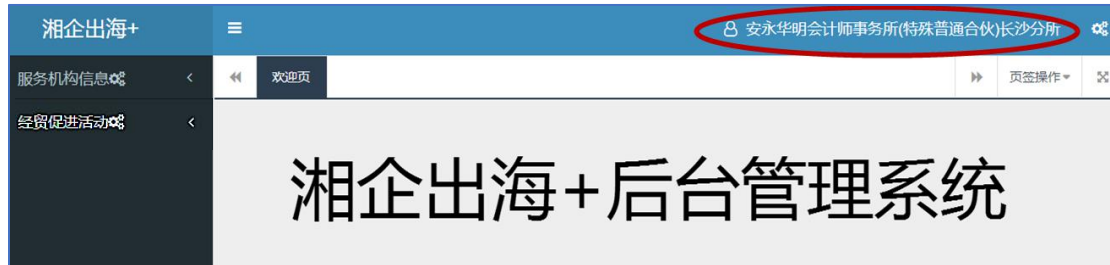 湘企出海+
安永华明会计师事务所(特殊普通合伙)长沙分所
服务机构信息
欢迎页
页签操作
经贸促进活动
湘企出海+后台管理系统